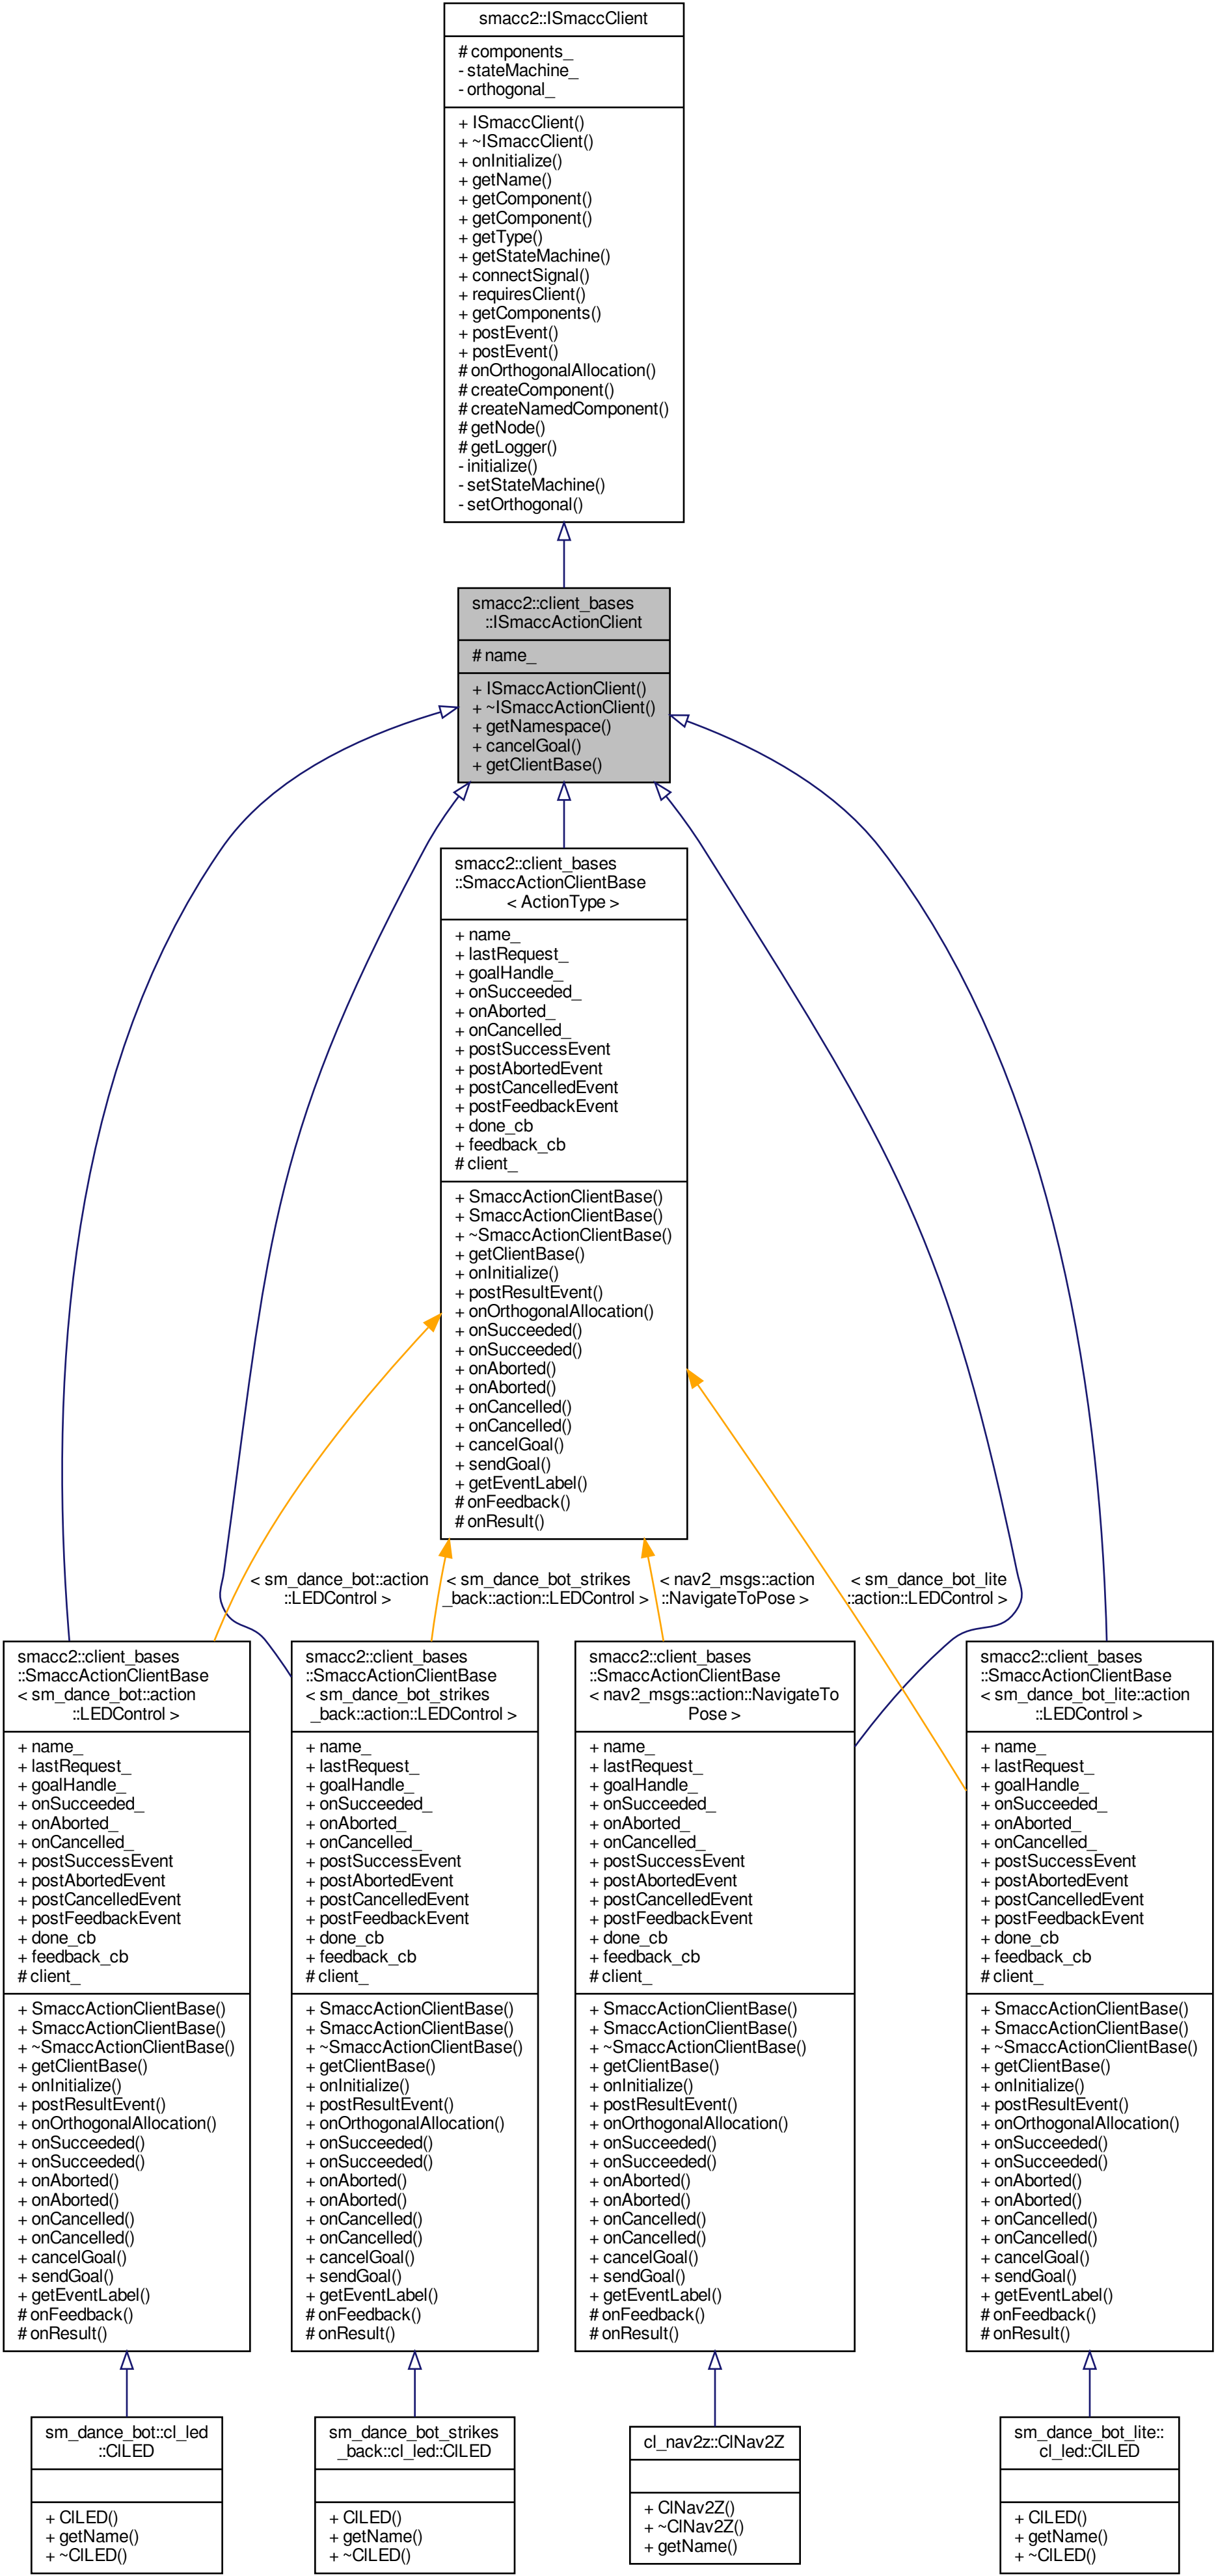 smacc2::ISmaccClient
# components_
- stateMachine_
- orthogonal_
+ ISmaccClient()
+ ~ISmaccClient()
+ onInitialize()
+ getName()
+ getComponent()
+ getComponent()
+ getType()
+ getStateMachine()
+ connectSignal()
+ requiresClient()
+ getComponents()
+ postEvent()
+ postEvent()
# onOrthogonalAllocation()
# createComponent()
# createNamedComponent()
# getNode()
# getLogger()
- initialize()
- setStateMachine()
- setOrthogonal()
smacc2::client_bases
::ISmaccActionClient
# name_
+ ISmaccActionClient()
+ ~ISmaccActionClient()
+ getNamespace()
+ cancelGoal()
+ getClientBase()
smacc2::client_bases
::SmaccActionClientBase
< ActionType >
+ name_
+ lastRequest_
+ goalHandle_
+ onSucceeded_
+ onAborted_
+ onCancelled_
+ postSuccessEvent
+ postAbortedEvent
+ postCancelledEvent
+ postFeedbackEvent
+ done_cb
+ feedback_cb
# client_
+ SmaccActionClientBase()
+ SmaccActionClientBase()
+ ~SmaccActionClientBase()
+ getClientBase()
+ onInitialize()
+ postResultEvent()
+ onOrthogonalAllocation()
+ onSucceeded()
+ onSucceeded()
+ onAborted()
+ onAborted()
+ onCancelled()
+ onCancelled()
+ cancelGoal()
+ sendGoal()
+ getEventLabel()
# onFeedback()
# onResult()
< sm_dance_bot::action
::LEDControl >
< sm_dance_bot_strikes
_back::action::LEDControl >
< nav2_msgs::action
::NavigateToPose >
< sm_dance_bot_lite
::action::LEDControl >
smacc2::client_bases
::SmaccActionClientBase
< sm_dance_bot::action
::LEDControl >
+ name_
+ lastRequest_
+ goalHandle_
+ onSucceeded_
+ onAborted_
+ onCancelled_
+ postSuccessEvent
+ postAbortedEvent
+ postCancelledEvent
+ postFeedbackEvent
+ done_cb
+ feedback_cb
# client_
+ SmaccActionClientBase()
+ SmaccActionClientBase()
+ ~SmaccActionClientBase()
+ getClientBase()
+ onInitialize()
+ postResultEvent()
+ onOrthogonalAllocation()
+ onSucceeded()
+ onSucceeded()
+ onAborted()
+ onAborted()
+ onCancelled()
+ onCancelled()
+ cancelGoal()
+ sendGoal()
+ getEventLabel()
# onFeedback()
# onResult()
smacc2::client_bases
::SmaccActionClientBase
< sm_dance_bot_strikes
_back::action::LEDControl >
+ name_
+ lastRequest_
+ goalHandle_
+ onSucceeded_
+ onAborted_
+ onCancelled_
+ postSuccessEvent
+ postAbortedEvent
+ postCancelledEvent
+ postFeedbackEvent
+ done_cb
+ feedback_cb
# client_
+ SmaccActionClientBase()
+ SmaccActionClientBase()
+ ~SmaccActionClientBase()
+ getClientBase()
+ onInitialize()
+ postResultEvent()
+ onOrthogonalAllocation()
+ onSucceeded()
+ onSucceeded()
+ onAborted()
+ onAborted()
+ onCancelled()
+ onCancelled()
+ cancelGoal()
+ sendGoal()
+ getEventLabel()
# onFeedback()
# onResult()
smacc2::client_bases
::SmaccActionClientBase
< nav2_msgs::action::NavigateTo
Pose >
+ name_
+ lastRequest_
+ goalHandle_
+ onSucceeded_
+ onAborted_
+ onCancelled_
+ postSuccessEvent
+ postAbortedEvent
+ postCancelledEvent
+ postFeedbackEvent
+ done_cb
+ feedback_cb
# client_
+ SmaccActionClientBase()
+ SmaccActionClientBase()
+ ~SmaccActionClientBase()
+ getClientBase()
+ onInitialize()
+ postResultEvent()
+ onOrthogonalAllocation()
+ onSucceeded()
+ onSucceeded()
+ onAborted()
+ onAborted()
+ onCancelled()
+ onCancelled()
+ cancelGoal()
+ sendGoal()
+ getEventLabel()
# onFeedback()
# onResult()
smacc2::client_bases
::SmaccActionClientBase
< sm_dance_bot_lite::action
::LEDControl >
+ name_
+ lastRequest_
+ goalHandle_
+ onSucceeded_
+ onAborted_
+ onCancelled_
+ postSuccessEvent
+ postAbortedEvent
+ postCancelledEvent
+ postFeedbackEvent
+ done_cb
+ feedback_cb
# client_
+ SmaccActionClientBase()
+ SmaccActionClientBase()
+ ~SmaccActionClientBase()
+ getClientBase()
+ onInitialize()
+ postResultEvent()
+ onOrthogonalAllocation()
+ onSucceeded()
+ onSucceeded()
+ onAborted()
+ onAborted()
+ onCancelled()
+ onCancelled()
+ cancelGoal()
+ sendGoal()
+ getEventLabel()
# onFeedback()
# onResult()
sm_dance_bot::cl_led
::ClLED
+ ClLED()
+ getName()
+ ~ClLED()
sm_dance_bot_strikes
_back::cl_led::ClLED
+ ClLED()
+ getName()
+ ~ClLED()
cl_nav2z::ClNav2Z
+ ClNav2Z()
+ ~ClNav2Z()
+ getName()
sm_dance_bot_lite::
cl_led::ClLED
+ ClLED()
+ getName()
+ ~ClLED()